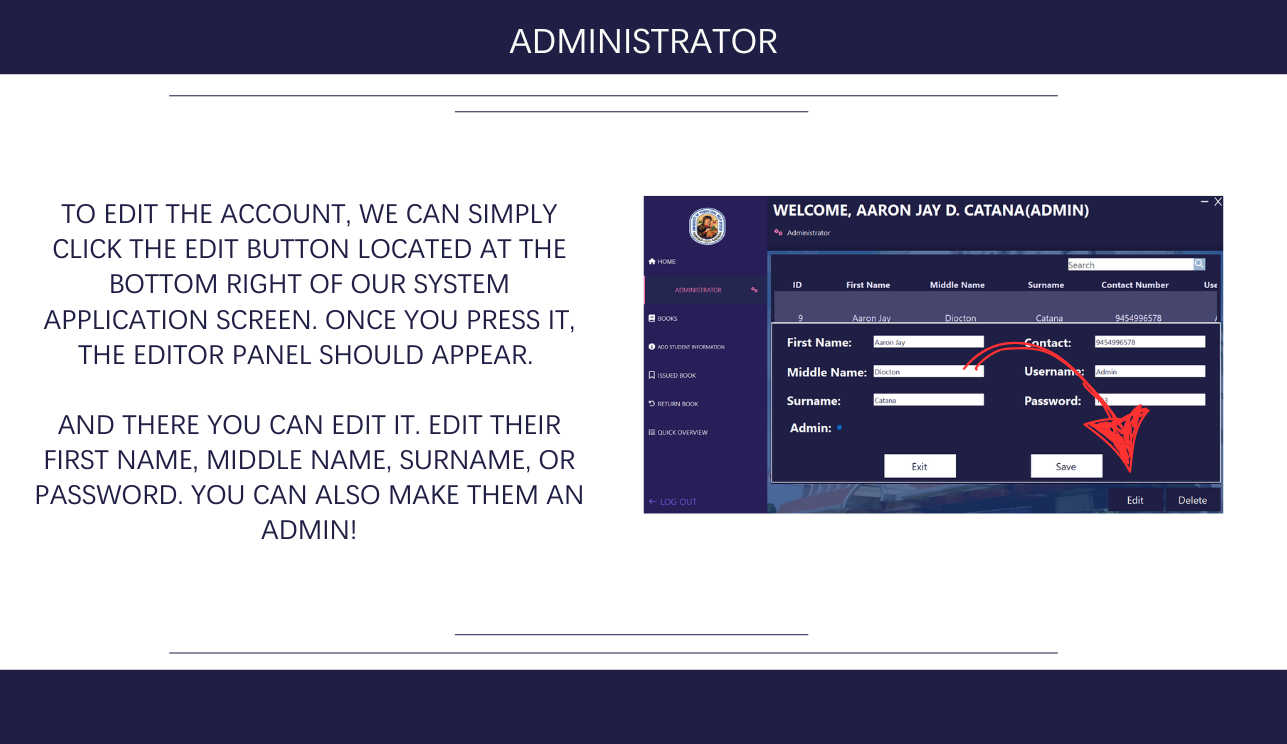 ADMINISTRATOR
TO EDIT THE ACCOUNT, WE CAN SIMPLY
CLICK THE EDIT BUTTON LOCATED AT THE
BOTTOM RIGHT OF OUR SYSTEM
APPLICATION SCREEN. ONCE YOU PRESS IT,
THE EDITOR PANEL SHOULD APPEAR.
AND THERE YOU CAN EDIT IT. EDIT THEIR
FIRST NAME, MIDDLE NAME, SURNAME, OR
PASSWORD. YOU CAN ALSO MAKE THEM AN
ADMIN!
WELCOME, AARON JAY D. CATANA(ADMIN)
Administrator
HOME
ADMINISTRATOR
BOOKS
ADD STUDENT INFORMATION
ISSUED BOOK
RETURN BOOK
QUICK OVERVIEW
LOG OUT
Search
ID First Name Middle Name Surname Contact Number Use
9 Aaron Jay Diocton Catana 9454996578
First Name: Aaron Jay Contact: 9454996578
Middle Name: Diocton Username: Admin
Surname: Catana Password:
Admin:
Exit Save
Edit Delete
X